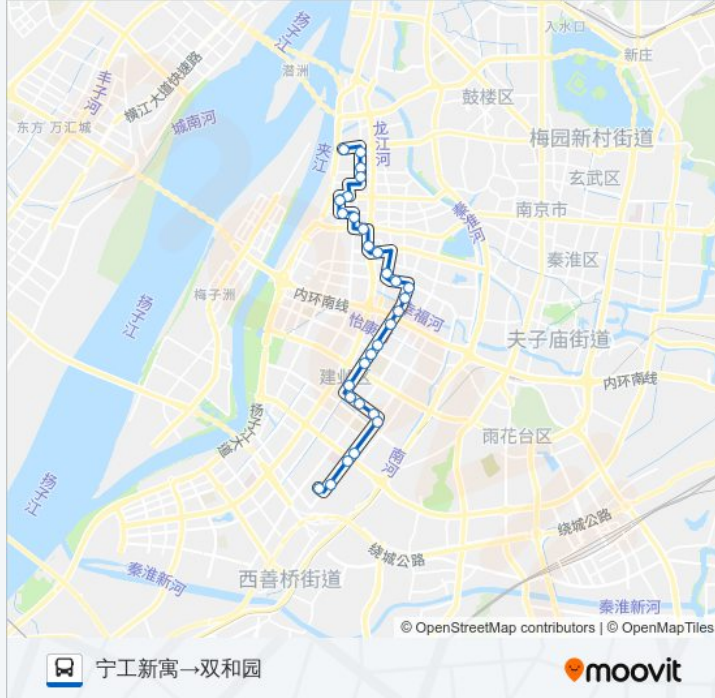 扬子江
入水口
新庄
潜洲
丰子河
横江大道快速路
鼓楼区
东方 万汇城
城南河
夹江
龙江河
梅园新村街道
玄武区
秦淮河
南京市
秦淮区
扬子江
梅子洲
内环南线
幸福河
怡康
夫子庙街道
建邺区
内环南线
扬子江大道
雨花台区
南河
扬子江
绕城公路
绕城公路
秦淮新河
西善桥街道
秦淮新河
© OpenStreetMap contributors | © OpenMapTiles
宁工新寓→双和园
moovit